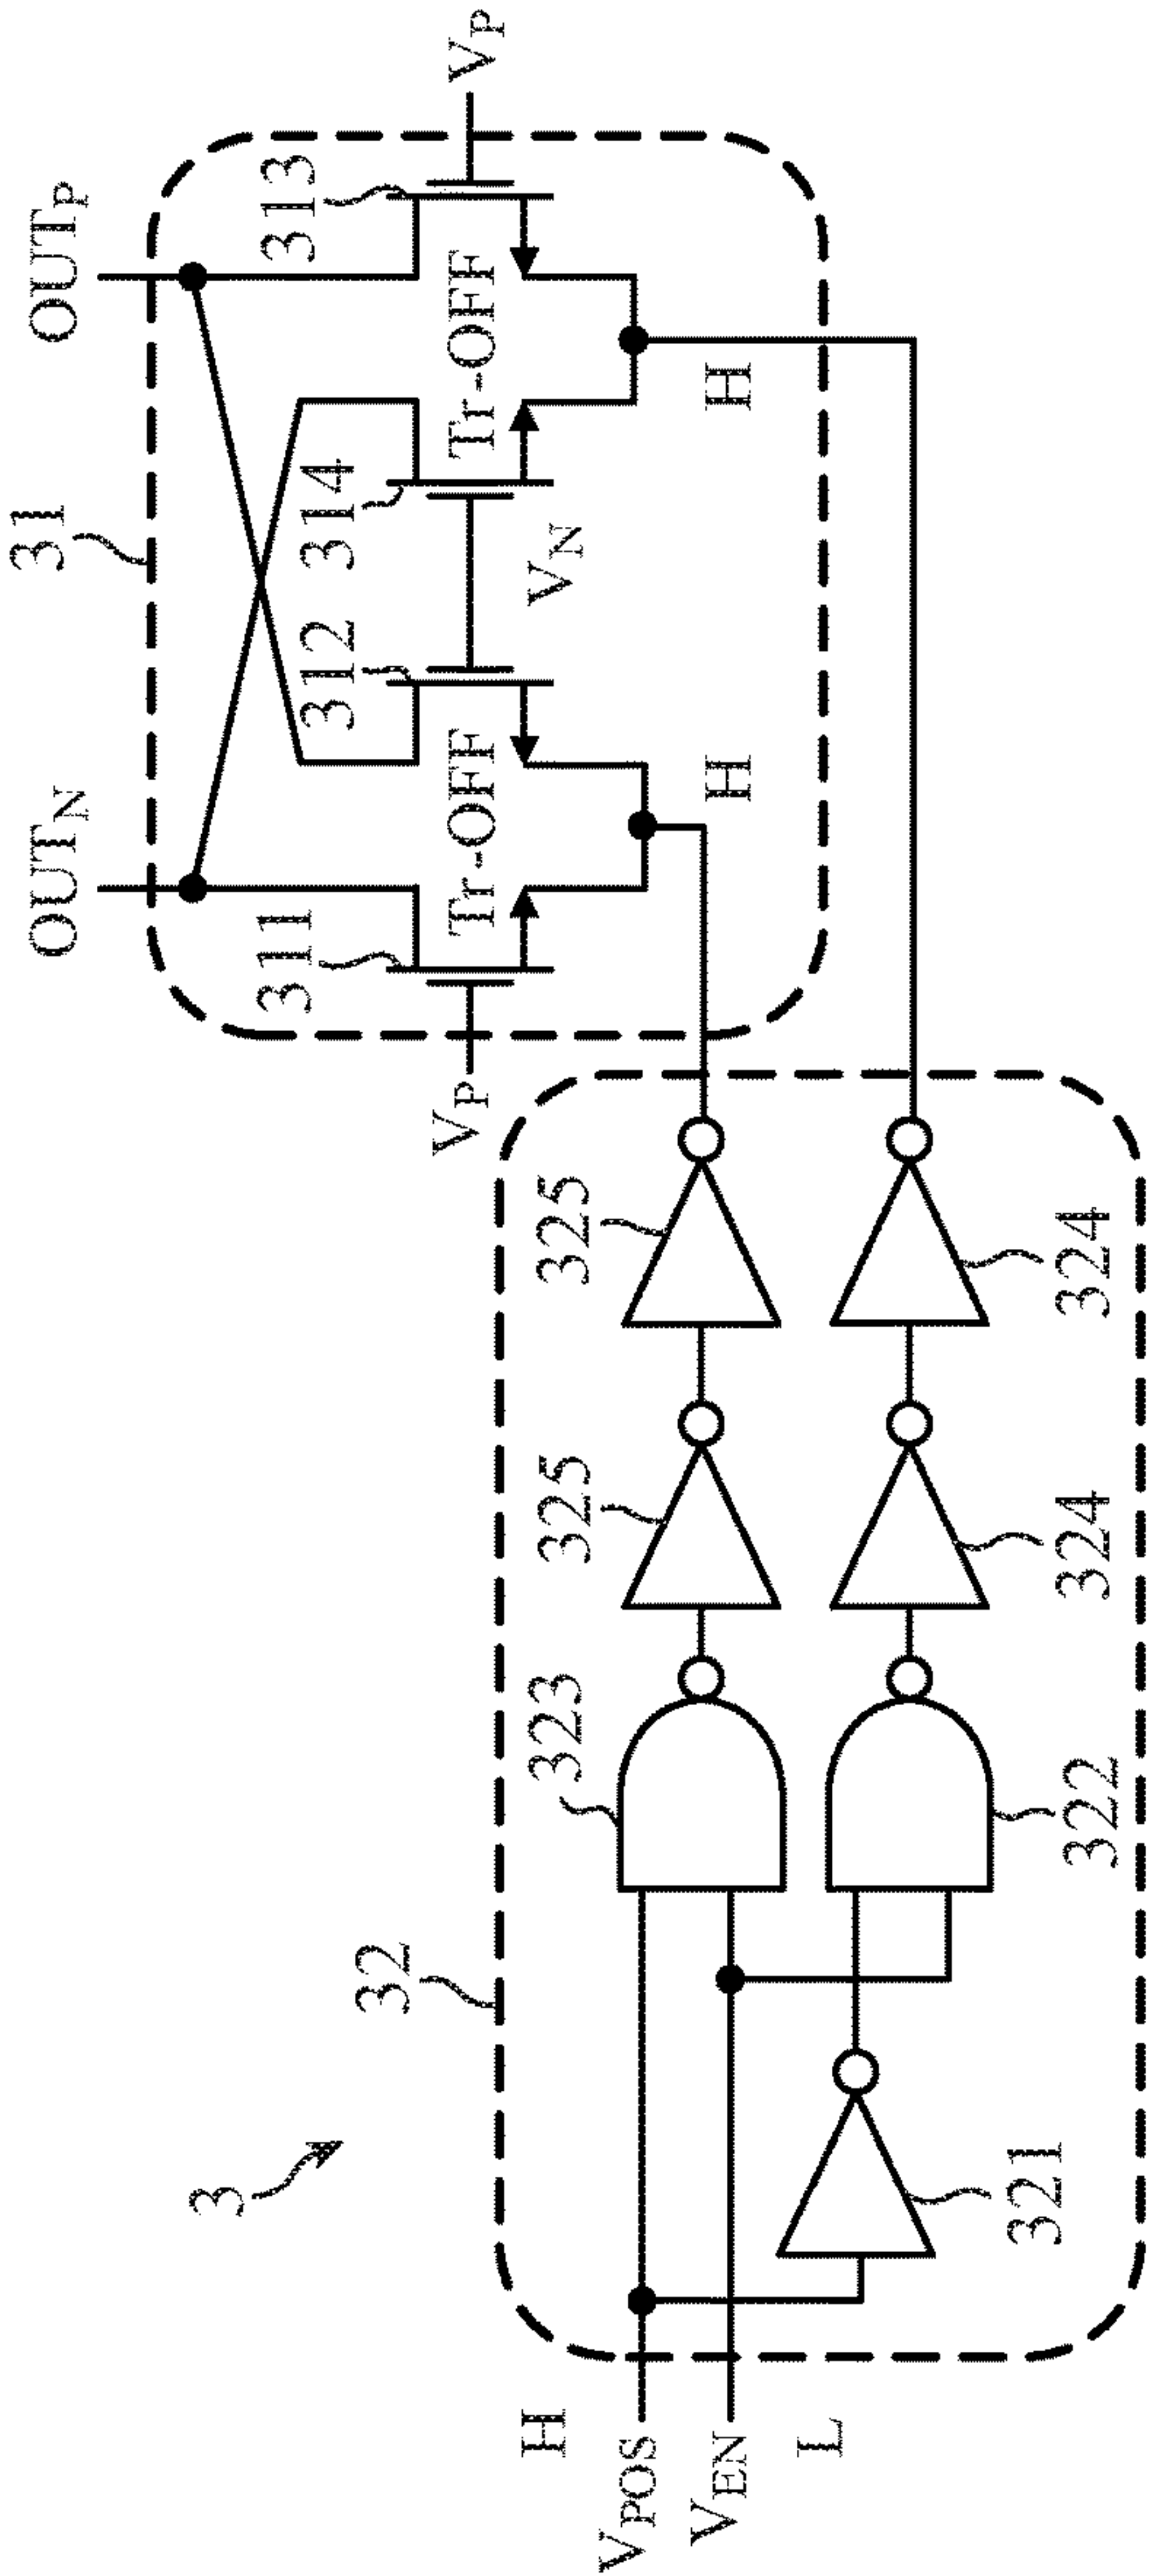 3
31
OUT_N
OUT_P
311
312
314
313
V_P
Tr-OFF
V_N
Tr-OFF
V_P
H
H
32
H
V_POS
V_EN
L
321
323
322
325
325
324
324